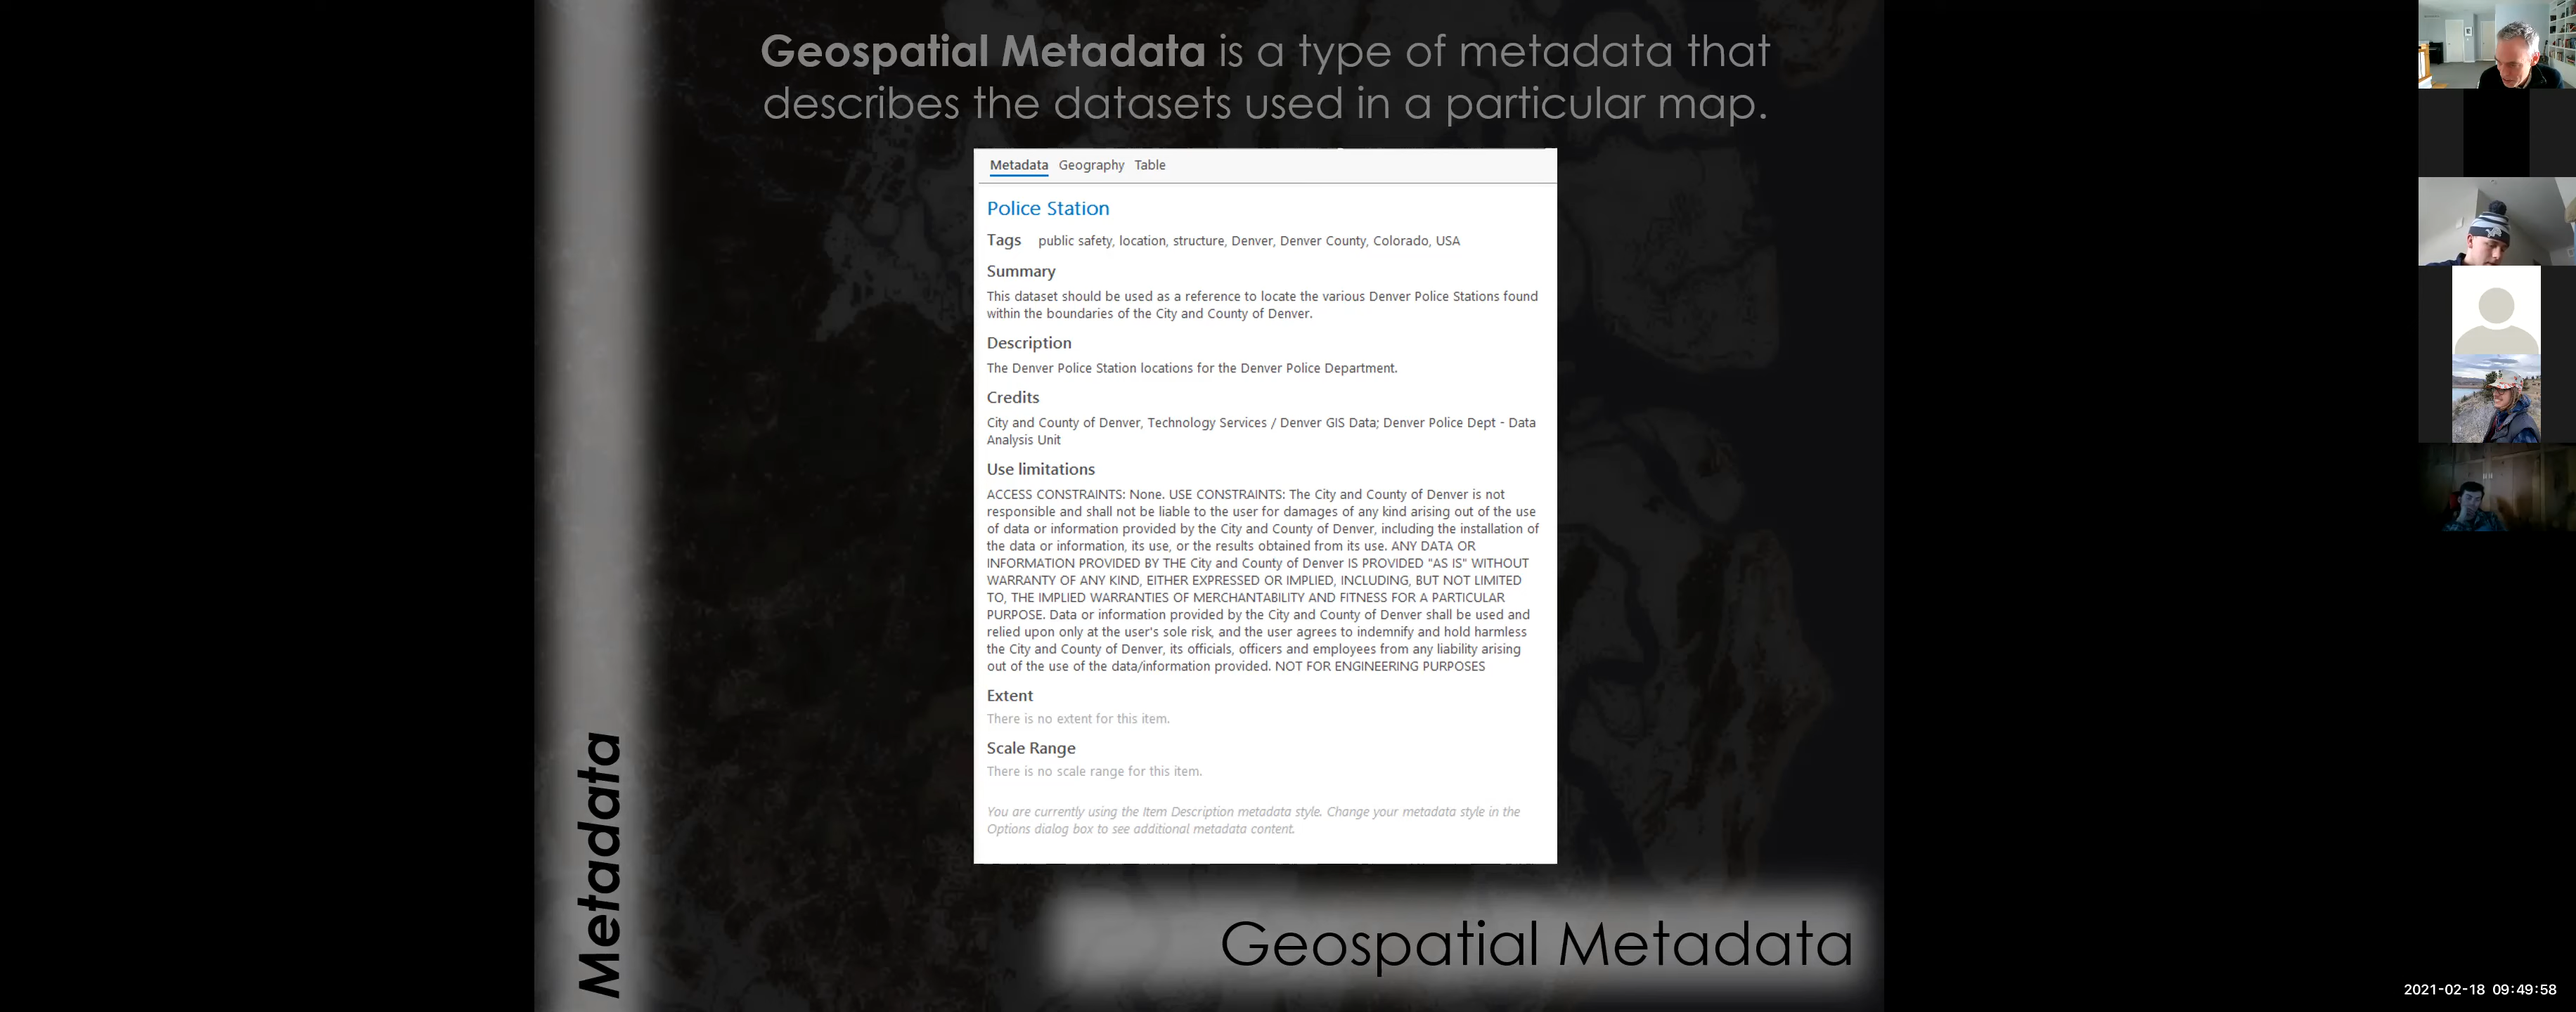 Geospatial Metadata is a type of metadata that
describes the datasets used in a particular map.
Metadata Geography Table
Police Station
Tags public safety, location, structure, Denver, Denver County, Colorado, USA
Summary
This dataset should be used as a reference to locate the various Denver Police Stations found
within the boundaries of the City and County of Denver.
Description
The Denver Police Station locations for the Denver Police Department.
Credits
City and County of Denver, Technology Services / Denver GIS Data; Denver Police Dept - Data
Analysis Unit
Use limitations
ACCESS CONSTRAINTS: None. USE CONSTRAINTS: The City and County of Denver is not
responsible and shall not be liable to the user for damages of any kind arising out of the use
of data or information provided by the City and County of Denver, including the installation of
the data or information, its use, or the results obtained from its use. ANY DATA OR
INFORMATION PROVIDED BY THE City and County of Denver IS PROVIDED "AS IS" WITHOUT
WARRANTY OF ANY KIND, EITHER EXPRESSED OR IMPLIED, INCLUDING, BUT NOT LIMITED
TO, THE IMPLIED WARRANTIES OF MERCHANTABILITY AND FITNESS FOR A PARTICULAR
PURPOSE. Data or information provided by the City and County of Denver shall be used and
relied upon only at the user's sole risk, and the user agrees to indemnify and hold harmless
the City and County of Denver, its officials, officers and employees from any liability arising
out of the use of the data/information provided. NOT FOR ENGINEERING PURPOSES
Extent
There is no extent for this item.
Scale Range
There is no scale range for this item.
You are currently using the Item Description metadata style. Change your metadata style in the
Options dialog box to see additional metadata content.
Metadata
Geospatial Metadata
2021-02-18 09:49:58